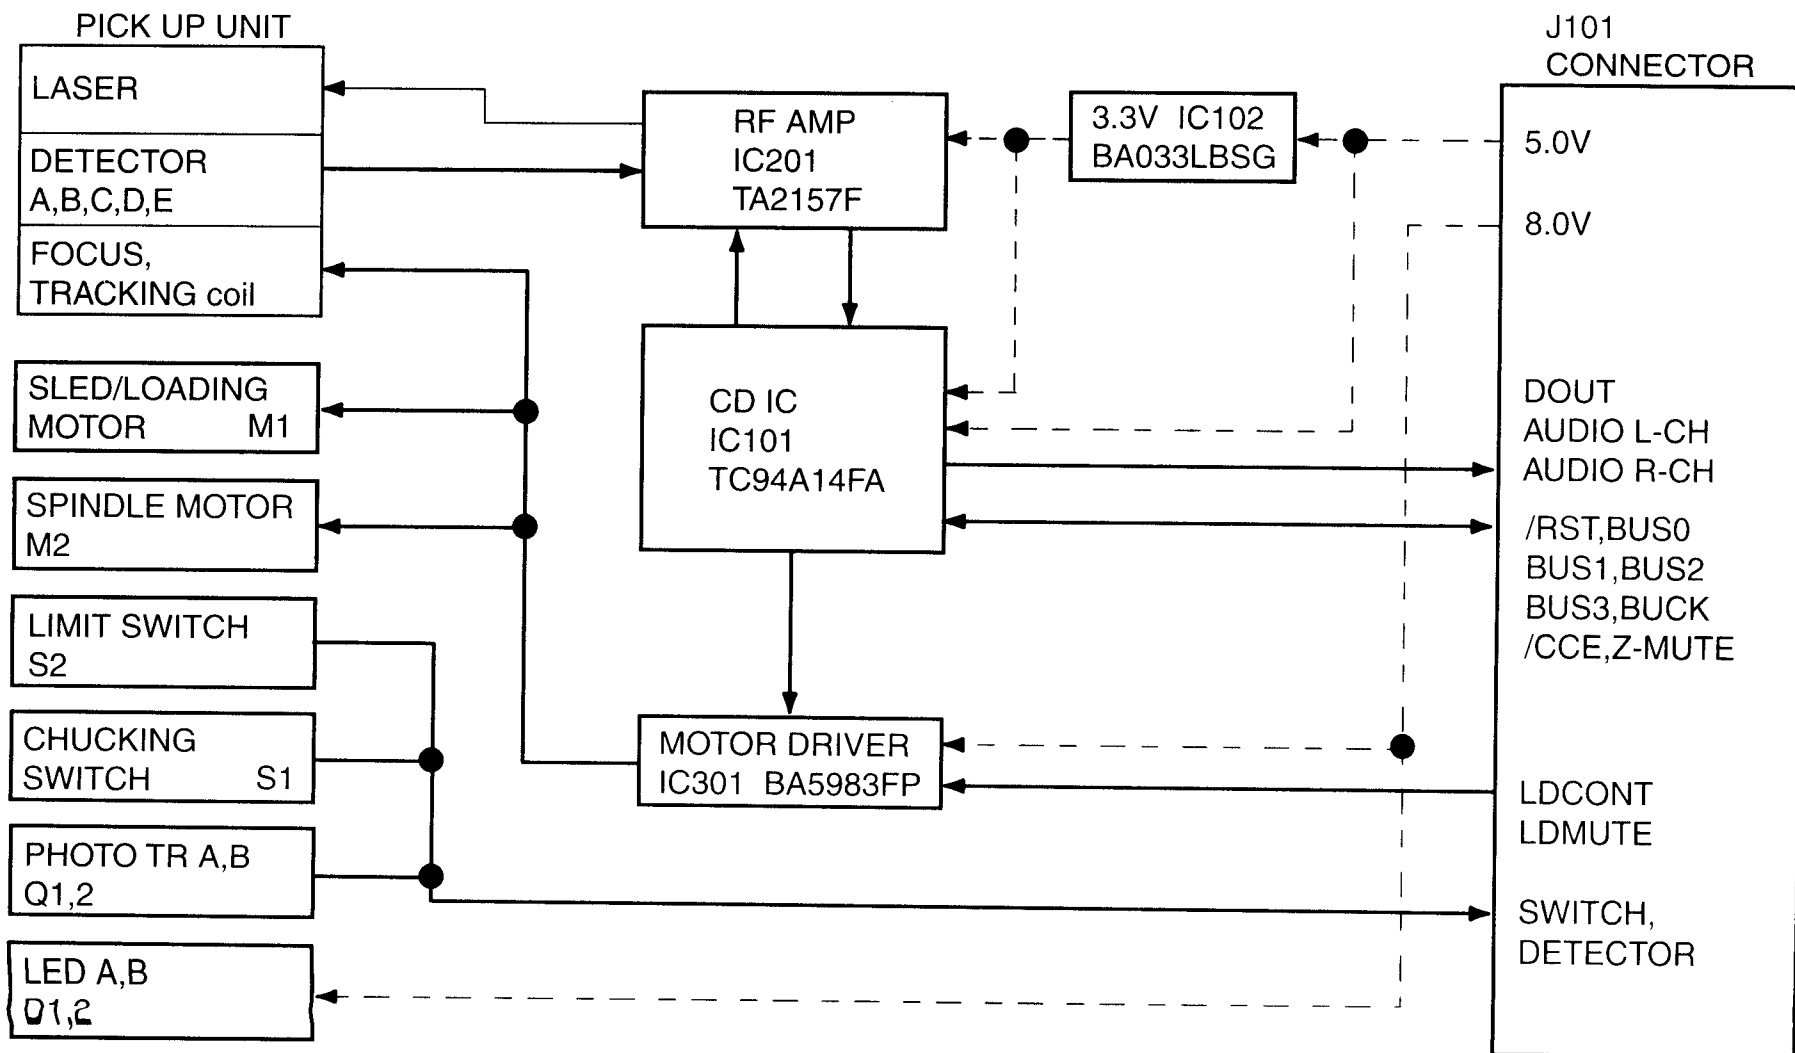 PICK UP UNIT
LASER
DETECTOR
A,B,C,D,E
FOCUS,
TRACKING coil
SLED/LOADING
MOTOR M1
SPINDLE MOTOR
M2
LIMIT SWITCH
S2
CHUCKING
SWITCH S1
PHOTO TR A,B
Q1,2
LED A,B
D1,2
RF AMP
IC201
TA2157F
CD IC
IC101
TC94A14FA
MOTOR DRIVER
IC301 BA5983FP
3.3V IC102
BA033LBSG
J101
CONNECTOR
5.0V
8.0V
DOUT
AUDIO L-CH
AUDIO R-CH
/RST,BUS0
BUS1,BUS2
BUS3,BUCK
/CCE,Z-MUTE
LDCONT
LDMUTE
SWITCH,
DETECTOR